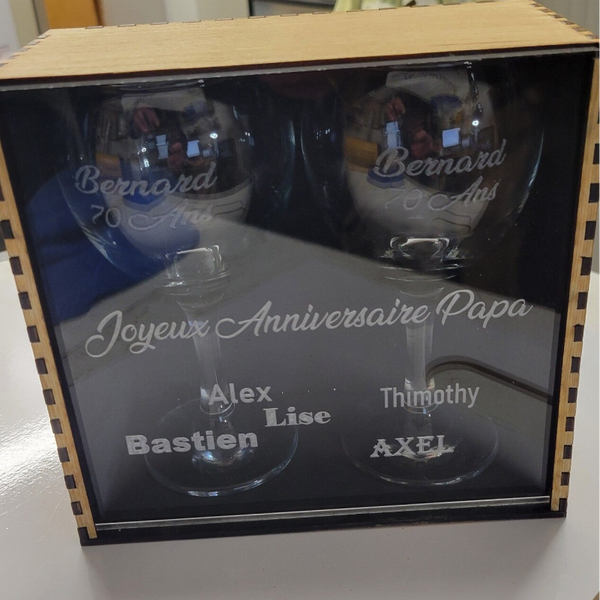 Bernard
70 Ans
Bernard
70 Ans
Joyeux Anniversaire Papa
Alex
Lise
Bastien
Thimothy
AXEL